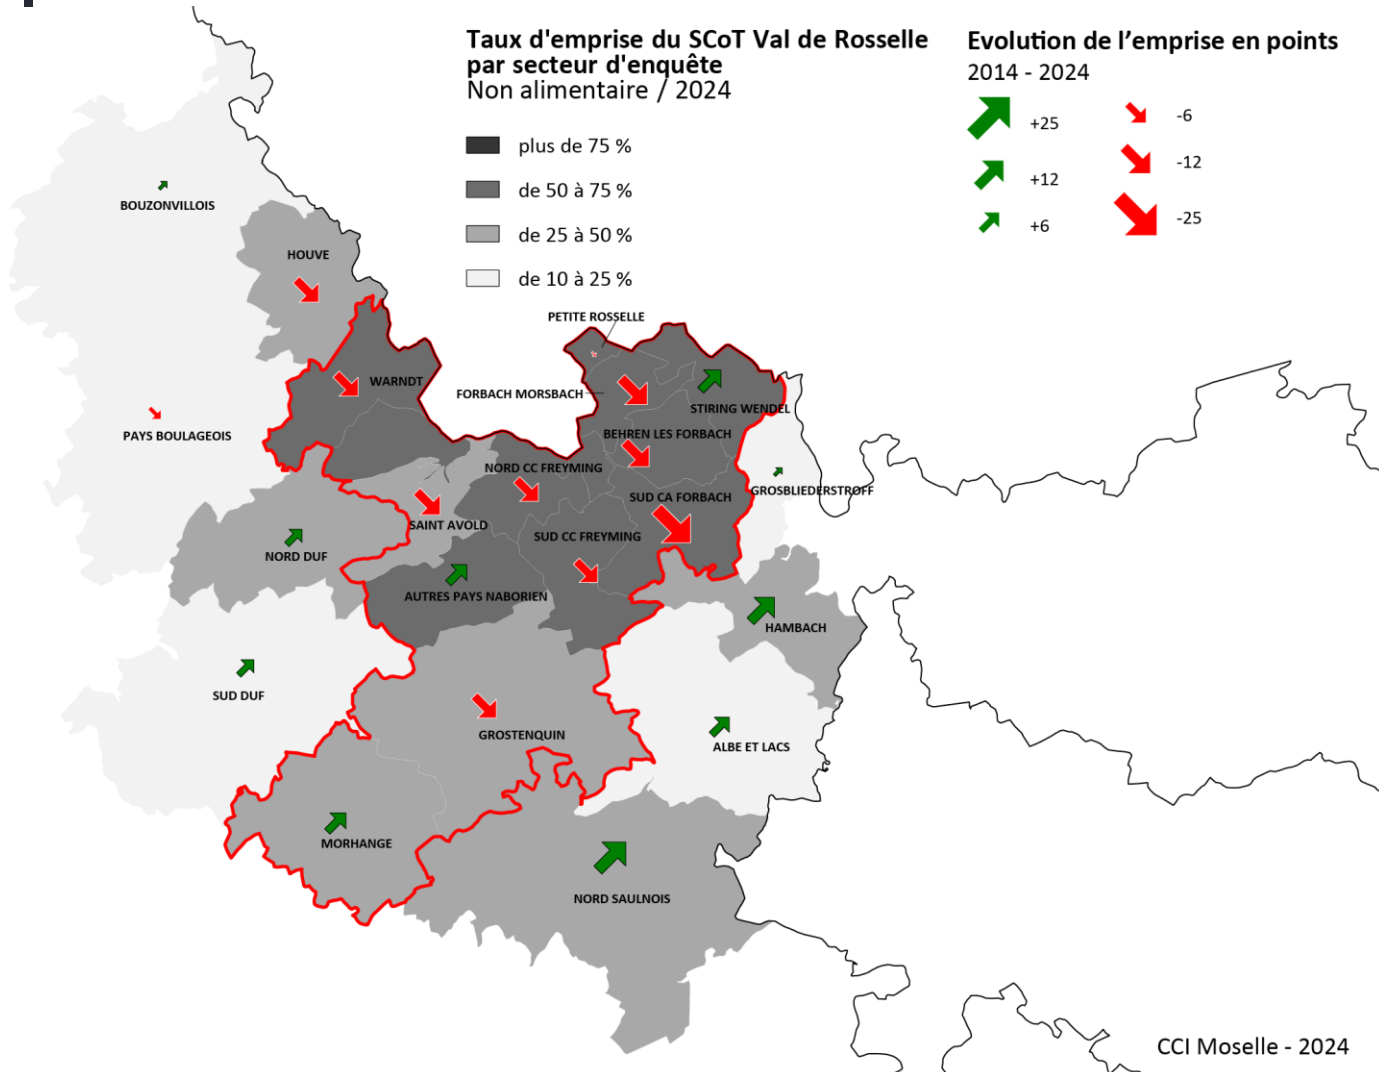 Taux d'emprise du SCoT Val de Rosselle
par secteur d'enquête
Non alimentaire / 2024
plus de 75 %
de 50 à 75 %
de 25 à 50 %
de 10 à 25 %
Evolution de l’emprise en points
2014 - 2024
+25
-6
+12
-12
+6
-25
BOUZONVILLOIS
HOUVE
PETITE ROSSELLE
WARNDT
FORBACH MORSBACH
STIRING WENDEL
PAYS BOULAGEOIS
BEHREN LES FORBACH
NORD CC FREYMING
GROSBLIEDERSTROFF
SUD CA FORBACH
SAINT AVOLD
SUD CC FREYMING
NORD DUF
AUTRES PAYS NABORIEN
HAMBACH
SUD DUF
GROSTENQUIN
ALBE ET LACS
MORHANGE
NORD SAULNOIS
CCI Moselle - 2024